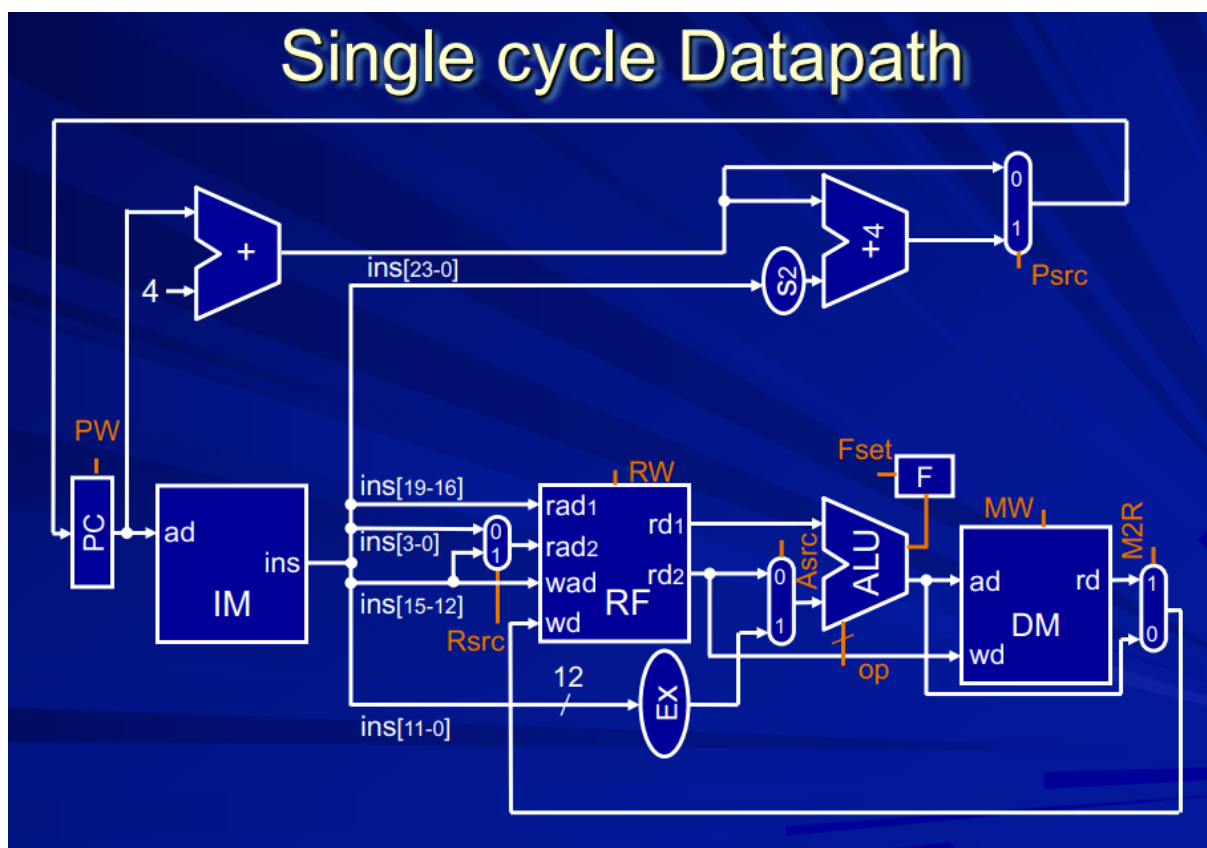 Single cycle Datapath
0
+
+4
1
ins[23-0]
S2
4
Psrc
PW
Fset
F
RW
ins[19-16]
rad1
MW
M2R
PC
ad
0
rd1
ins[3-0]
1
rad2
Asrc
ALU
ins
rd2
0
ad
rd
1
wad
IM
ins[15-12]
RF
wd
1
DM
0
Rsrc
wd
op
12
EX
ins[11-0]